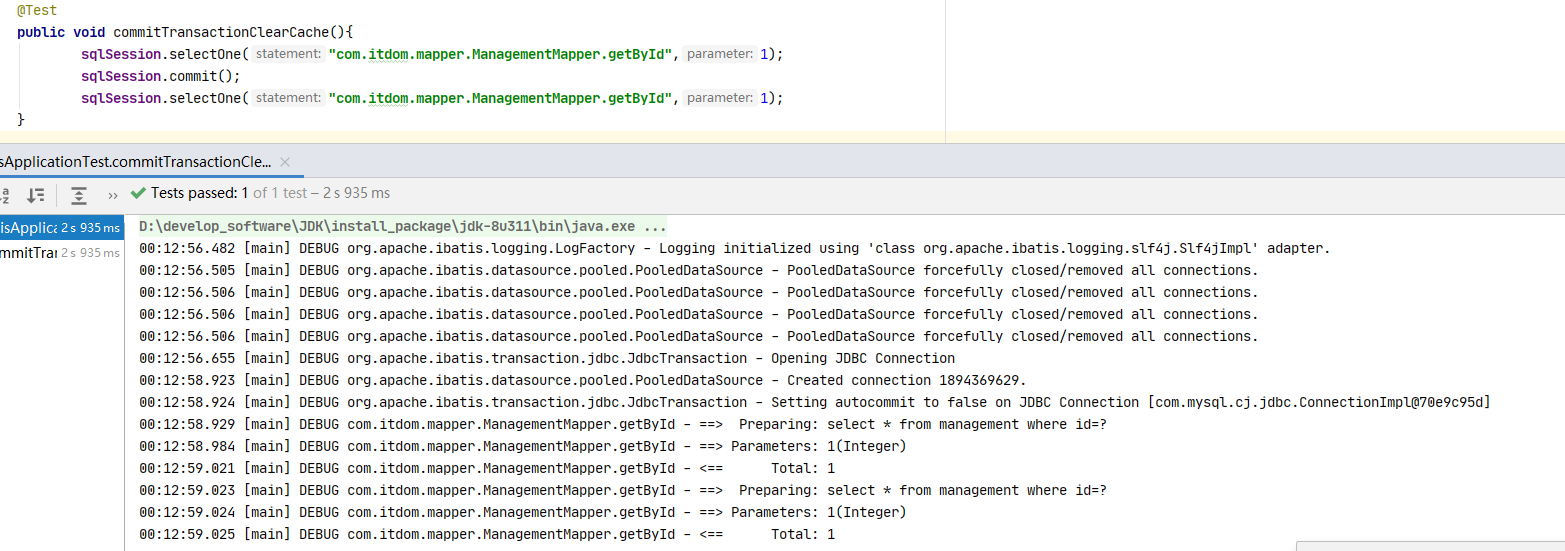 @Test
public void commitTransactionClearCache(){
sqlSession.selectOne( statement: "com.itdom.mapper.ManagementMapper.getById", parameter: 1);
sqlSession.commit();
sqlSession.selectOne( statement: "com.itdom.mapper.ManagementMapper.getById", parameter: 1);
}
sApplicationTest.commitTransactionCle... ×
» Tests passed: 1 of 1 test – 2 s 935 ms
isApplica 2 s 935 ms
mmitTra 2 s 935 ms
D:\develop_software\JDK\install_package\jdk-8u311\bin\java.exe ...
00:12:56.482 [main] DEBUG org.apache.ibatis.logging.LogFactory - Logging initialized using 'class org.apache.ibatis.logging.slf4j.Slf4jImpl' adapter.
00:12:56.505 [main] DEBUG org.apache.ibatis.datasource.pooled.PooledDataSource - PooledDataSource forcefully closed/removed all connections.
00:12:56.506 [main] DEBUG org.apache.ibatis.datasource.pooled.PooledDataSource - PooledDataSource forcefully closed/removed all connections.
00:12:56.506 [main] DEBUG org.apache.ibatis.datasource.pooled.PooledDataSource - PooledDataSource forcefully closed/removed all connections.
00:12:56.506 [main] DEBUG org.apache.ibatis.datasource.pooled.PooledDataSource - PooledDataSource forcefully closed/removed all connections.
00:12:56.655 [main] DEBUG org.apache.ibatis.transaction.jdbc.JdbcTransaction - Opening JDBC Connection
00:12:58.923 [main] DEBUG org.apache.ibatis.datasource.pooled.PooledDataSource - Created connection 1894369629.
00:12:58.924 [main] DEBUG org.apache.ibatis.transaction.jdbc.JdbcTransaction - Setting autocommit to false on JDBC Connection [com.mysql.cj.jdbc.ConnectionImpl@70e9c95d]
00:12:58.929 [main] DEBUG com.itdom.mapper.ManagementMapper.getById - ==>  Preparing: select * from management where id=?
00:12:58.984 [main] DEBUG com.itdom.mapper.ManagementMapper.getById - ==> Parameters: 1(Integer)
00:12:59.021 [main] DEBUG com.itdom.mapper.ManagementMapper.getById - <==      Total: 1
00:12:59.023 [main] DEBUG com.itdom.mapper.ManagementMapper.getById - ==>  Preparing: select * from management where id=?
00:12:59.024 [main] DEBUG com.itdom.mapper.ManagementMapper.getById - ==> Parameters: 1(Integer)
00:12:59.025 [main] DEBUG com.itdom.mapper.ManagementMapper.getById - <==      Total: 1